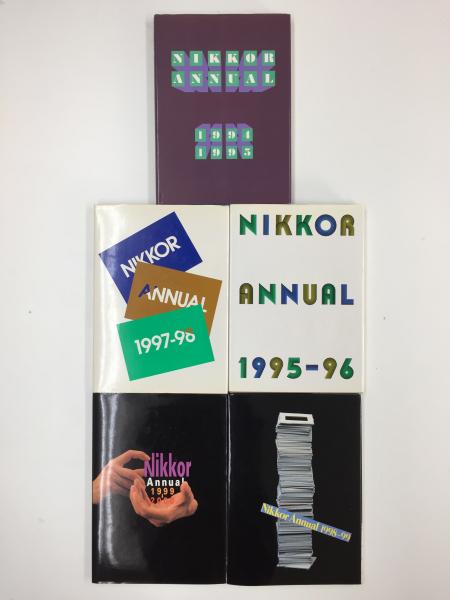 NIKKOR
ANNUAL
1994
1995
NIKKOR
ANNUAL
1997-98
NIKKOR
ANNUAL
1995-96
Nikkor
Annual
1999
Nikkor Annual 1998-99